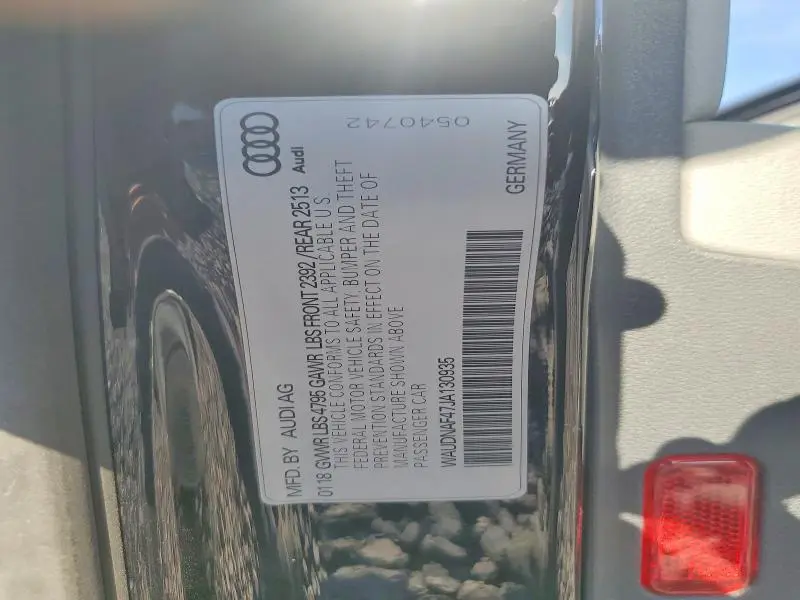 MFD. BY AUDI AG
0118 GVWR LBS 4795 GAWR LBS FRONT 2392 / REAR 2513 Audi
THIS VEHICLE CONFORMS TO ALL APPLICABLE U S
FEDERAL MOTOR VEHICLE SAFETY, BUMPER AND THEFT
PREVENTION STANDARDS IN EFFECT ON THE DATE OF
MANUFACTURE SHOWN ABOVE
PASSENGER CAR
WAUDNAF47JA130935
0540742
GERMANY